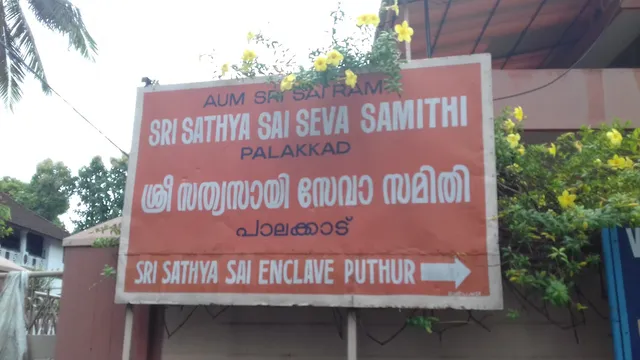 AUM SRI SAI RAM
SRI SATHYA SAI SEVA SAMITHI
PALAKKAD
ശ്രീ സത്യസായി സേവാ സമിതി
പാലക്കാട്
SRI SATHYA SAI ENCLAVE PUTHUR